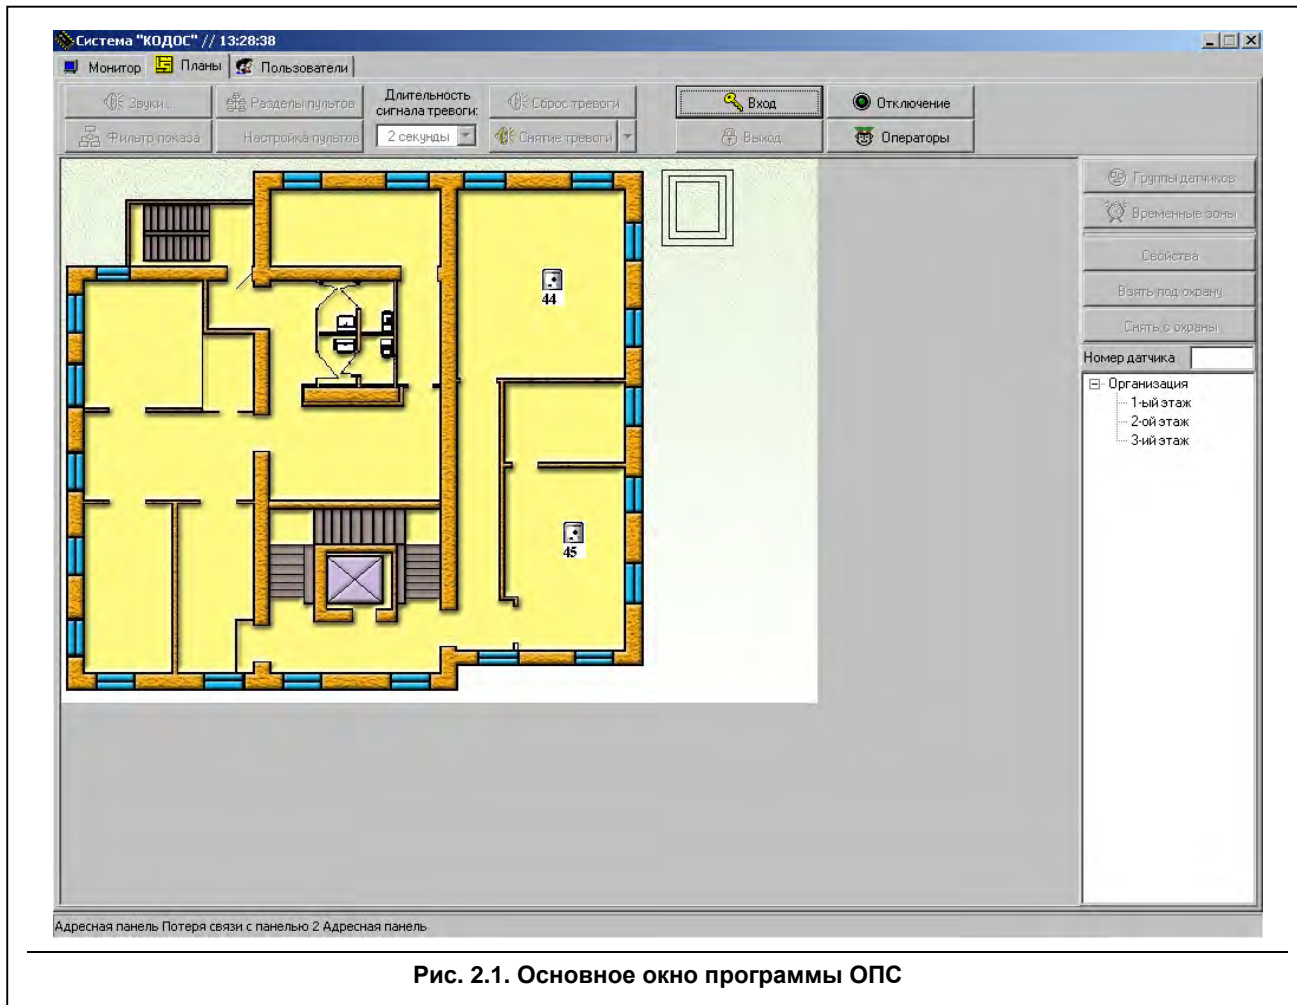 Система "КОДОС" // 13:28:38
Монитор Планы Пользователи
Звуки... Разделы пультов Длительность сигнала тревоги: Сброс тревоги Вход Отключение
Фильтр показа Настройка пультов 2 секунды Снятие тревоги Выход Операторы
Группы датчиков
Временные зоны
Свойства
Взять под охрану
Снять с охраны
Номер датчика
Организация
1-ый этаж
2-ой этаж
3-ий этаж
44
45
Адресная панель Потеря связи с панелью 2 Адресная панель
Рис. 2.1. Основное окно программы ОПС